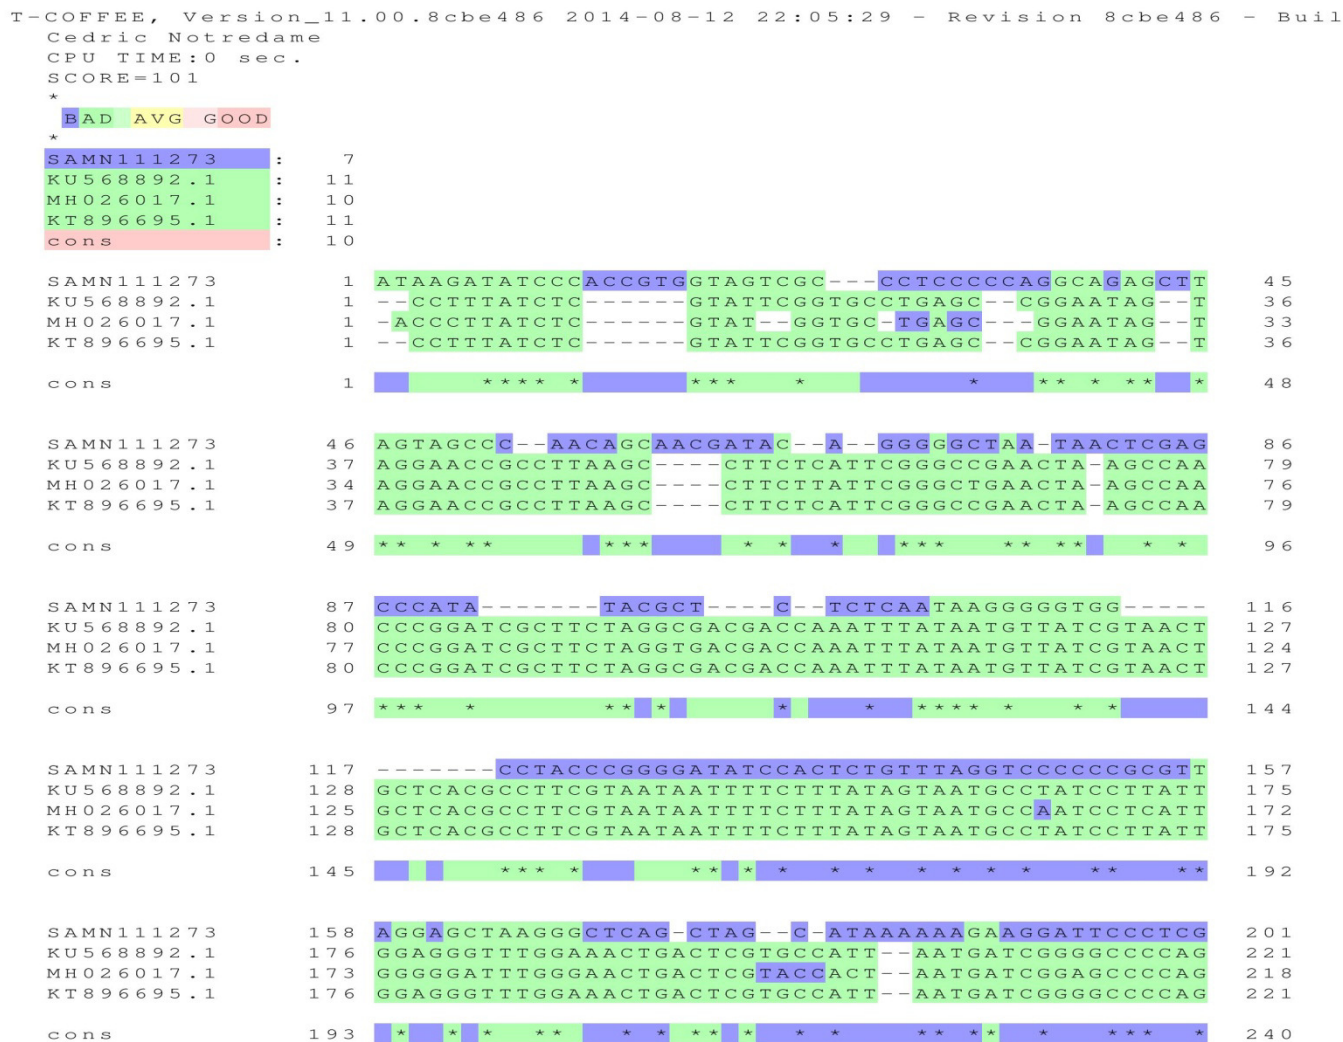 T-COFFEE, Version_11.00.8cbe486 2014-08-12 22:05:29 - Revision 8cbe486 - Buil
Cedric Notredame
CPU TIME:0 sec.
SCORE=101
*
BAD AVG GOOD
*
SAMN111273 : 7
KU568892.1 : 11
MH026017.1 : 10
KT896695.1 : 11
cons : 10
SAMN111273 1 ATAAGATATCCCACCGTGGTAGTCGC---CCTCCCCCAGGCAGAGCTT 45
KU568892.1 1 --CCTTTATCTC------GTATTCGGTGCCTGAGC--CGGAATAG--T 36
MH026017.1 1 -ACCCTTATCTC------GTAT--GGTGC-TGAGC---GGAATAG--T 33
KT896695.1 1 --CCTTTATCTC------GTATTCGGTGCCTGAGC--CGGAATAG--T 36
cons 1 **** * *** * * ** * ** * 48
SAMN111273 46 AGTAGCCC--AACAGCAACGATAC--A--GGGGGCTAA-TAACTCGAG 86
KU568892.1 37 AGGAACCGCCTTAAGC----CTTCTCATTCGGGCCGAACTA-AGCCAA 79
MH026017.1 34 AGGAACCGCCTTAAGC----CTTCTTATTCGGGCTGAACTA-AGCCAA 76
KT896695.1 37 AGGAACCGCCTTAAGC----CTTCTCATTCGGGCCGAACTA-AGCCAA 79
cons 49 ** * ** *** * * * *** ** ** * * 96
SAMN111273 87 CCCATA-------TACGCT----C--TCTCAATAAGGGGGTGG----- 116
KU568892.1 80 CCCGGATCGCTTCTAGGCGACGACCAAATTTATAATGTTATCGTAACT 127
MH026017.1 77 CCCGGATCGCTTCTAGGTGACGACCAAATTTATAATGTTATCGTAACT 124
KT896695.1 80 CCCGGATCGCTTCTAGGCGACGACCAAATTTATAATGTTATCGTAACT 127
cons 97 *** * ** * * * **** * * * 144
SAMN111273 117 -------CCTACCCGGGGATATCCACTCTGTTTAGGTCCCCCCGCGTT 157
KU568892.1 128 GCTCACGCCTTCGTAATAATTTTCTTTATAGTAATGCCTATCCTTATT 175
MH026017.1 125 GCTCACGCCTTCGTAATAATTTTCTTTATAGTAATGCCAATCCTCATT 172
KT896695.1 128 GCTCACGCCTTCGTAATAATTTTCTTTATAGTAATGCCTATCCTTATT 175
cons 145 *** * ** * * * * * * * * ** ** 192
SAMN111273 158 AGGAGCTAAGGGCTCAG-CTAG--C-ATAAAAAAGAAGGATTCCCTCG 201
KU568892.1 176 GGAGGGTTTGGAAACTGACTCGTGCCATT--AATGATCGGGGCCCCAG 221
MH026017.1 173 GGGGGATTTGGGAACTGACTCGTACCACT--AATGATCGGAGCCCCAG 218
KT896695.1 176 GGAGGGTTTGGAAACTGACTCGTGCCATT--AATGATCGGGGCCCCAG 221
cons 193 * * * ** * * ** * * * ** ** * *** * 240